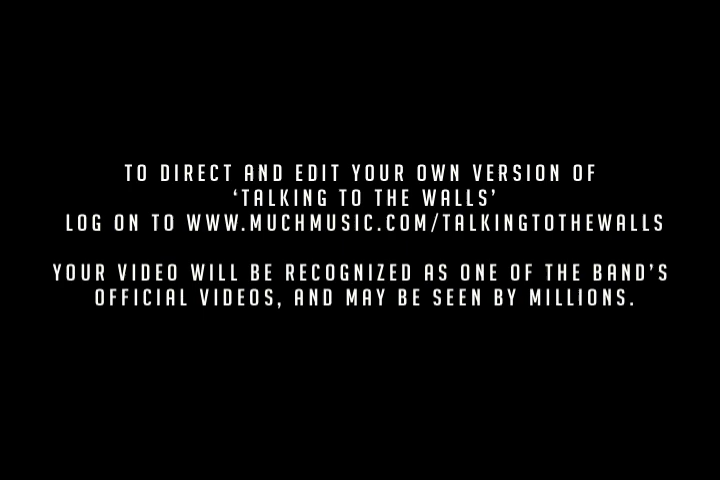 TO DIRECT AND EDIT YOUR OWN VERSION OF
‘TALKING TO THE WALLS’
LOG ON TO WWW.MUCHMUSIC.COM/TALKINGTOTHEWALLS
YOUR VIDEO WILL BE RECOGNIZED AS ONE OF THE BAND’S
OFFICIAL VIDEOS, AND MAY BE SEEN BY MILLIONS.